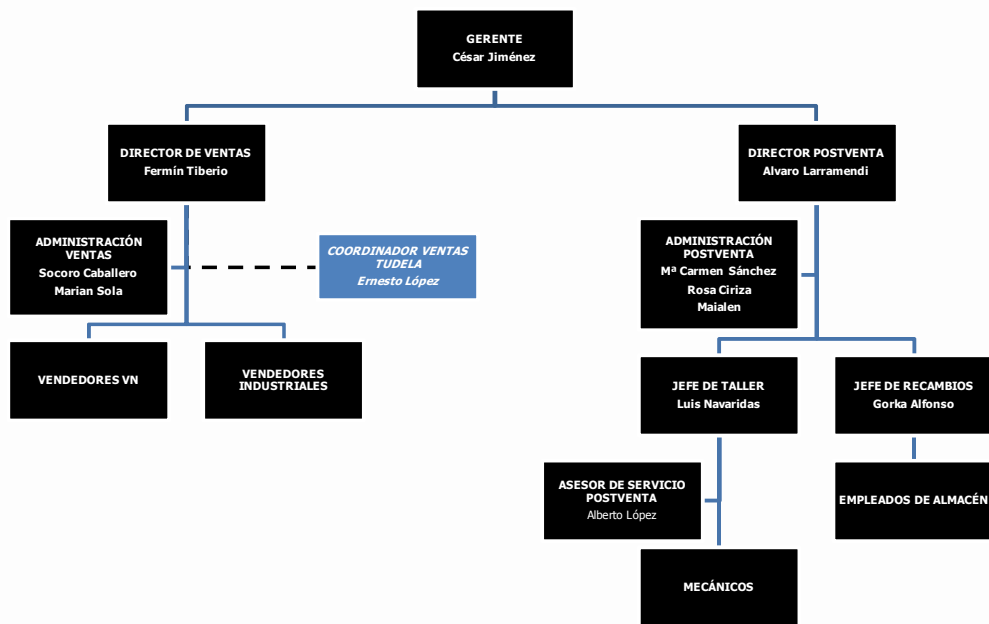 GERENTE
César Jiménez
DIRECTOR DE VENTAS
Fermín Tiberio
DIRECTOR POSTVENTA
Alvaro Larramendi
ADMINISTRACIÓN
VENTAS
Socoro Caballero
Marian Sola
COORDINADOR VENTAS
TUDELA
Ernesto López
ADMINISTRACIÓN
POSTVENTA
Mª Carmen Sánchez
Rosa Ciriza
Maialen
VENDEDORES VN
VENDEDORES
INDUSTRIALES
JEFE DE TALLER
Luis Navaridas
JEFE DE RECAMBIOS
Gorka Alfonso
ASESOR DE SERVICIO
POSTVENTA
Alberto López
EMPLEADOS DE ALMACÉN
MECÁNICOS